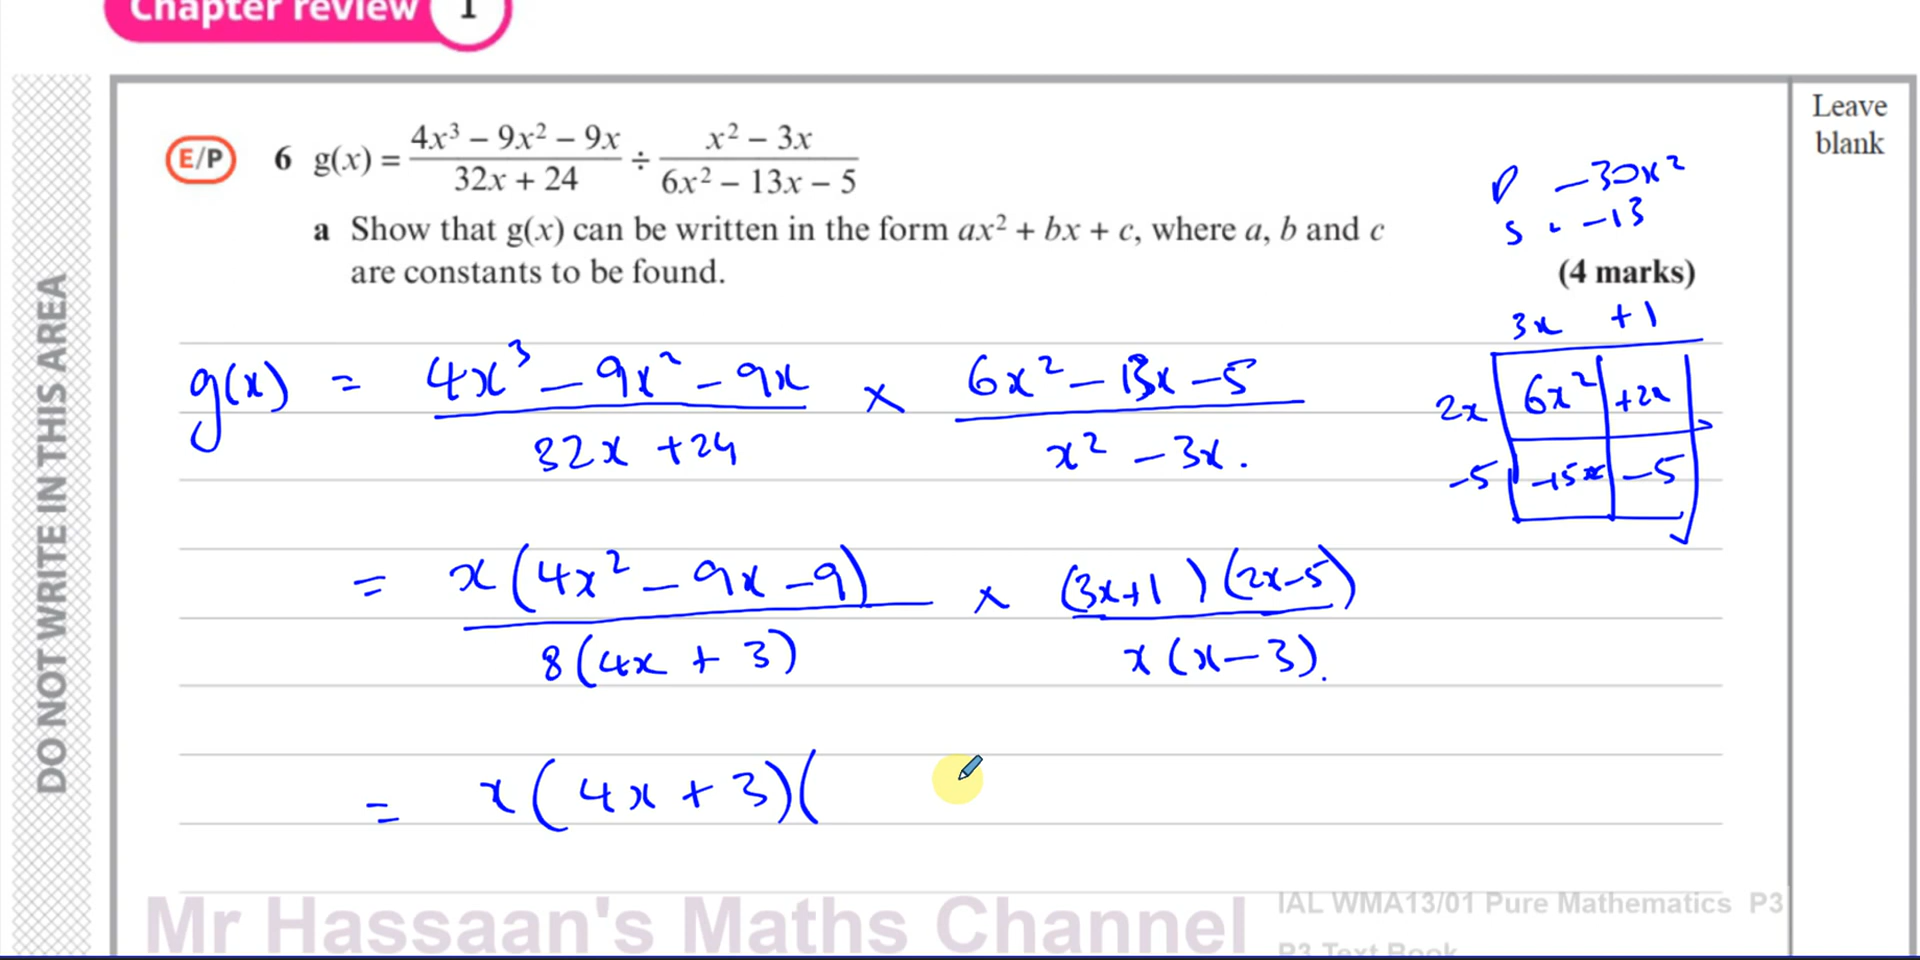 Chapter review 1
DO NOT WRITE IN THIS AREA
Leave
blank
E/P 6 g(x) = (4x³ – 9x² – 9x)/(32x + 24) ÷ (x² – 3x)/(6x² – 13x – 5)
a Show that g(x) can be written in the form ax² + bx + c, where a, b and c
are constants to be found.
(4 marks)
P -30x²
S -13
3x +1
2x 6x² +2x
-5 -15x -5
g(x) = (4x³ - 9x² - 9x)/(32x + 24) × (6x² - 13x - 5)/(x² - 3x).
= x(4x² - 9x - 9)/8(4x + 3) × (3x+1)(2x-5)/x(x-3).
= x(4x + 3)(
Mr Hassaan's Maths Channel
IAL WMA13/01 Pure Mathematics P3
P3 Text Book